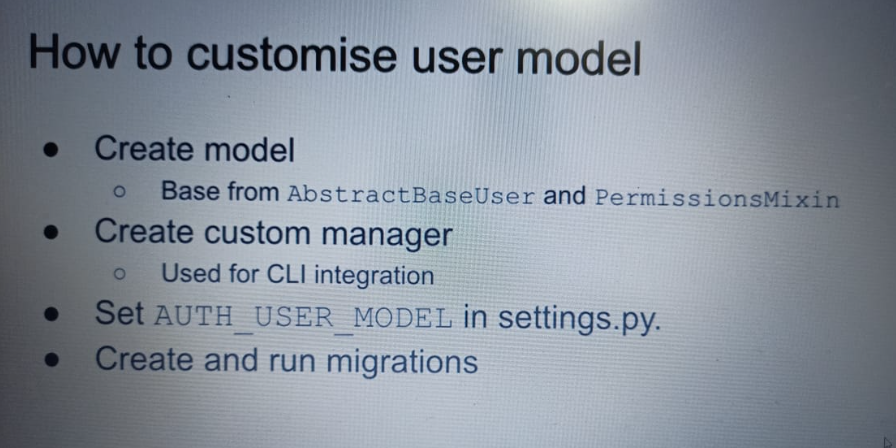 How to customise user model
● Create model
○ Base from AbstractBaseUser and PermissionsMixin
● Create custom manager
○ Used for CLI integration
● Set AUTH_USER_MODEL in settings.py.
● Create and run migrations